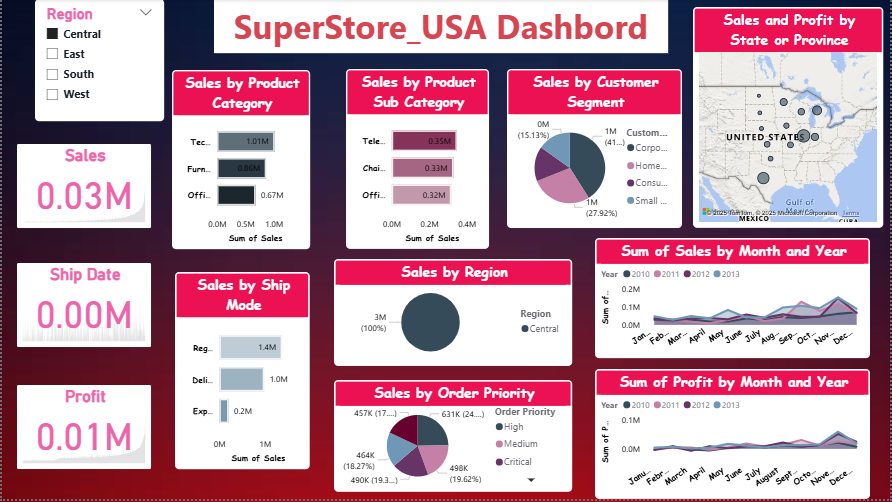 Region
Central
East
South
West
SuperStore_USA Dashbord
Sales and Profit by
State or Province
UNITED STATES
Gulf of
MEXICO
CUBA
© 2025 TomTom, © 2025 Microsoft Corporation Terms
Sales
0.03M
Ship Date
0.00M
Profit
0.01M
Sales by Product
Category
Tec...
1.01M
Furn...
Offi...
0.67M
0.0M 0.5M 1.0M
Sum of Sales
Sales by Product
Sub Category
Tele...
0.35M
Chai...
0.33M
Offi...
0.32M
0.0M 0.2M 0.4M
Sum of Sales
Sales by Customer
Segment
0M
(15.13%)
1M
(41....)
1M
(27.92%)
Custom...
Corpo...
Home...
Consu...
Small ...
Sales by Ship
Mode
Reg...
1.4M
Deli...
1.0M
Exp...
0.2M
0M 1M
Sum of Sales
Sales by Region
3M
(100%)
Region
Central
Sales by Order Priority
457K (17....)
631K (24....)
464K
(18.27%)
490K (19.3...)
498K
(19.62%)
Order Priority
High
Medium
Critical
Sum of Sales by Month and Year
Year 2010 2011 2012 2013
Sum of...
0.2M
0.1M
0.0M
Jan... Feb... Mar... April May June July Aug... Sep... Oct... Nov... Dec...
Sum of Profit by Month and Year
Year 2010 2011 2012 2013
Sum of P...
0.1M
0.0M
Janu... Febr... March April May June July August Sept... Octo... Nove... Dece...